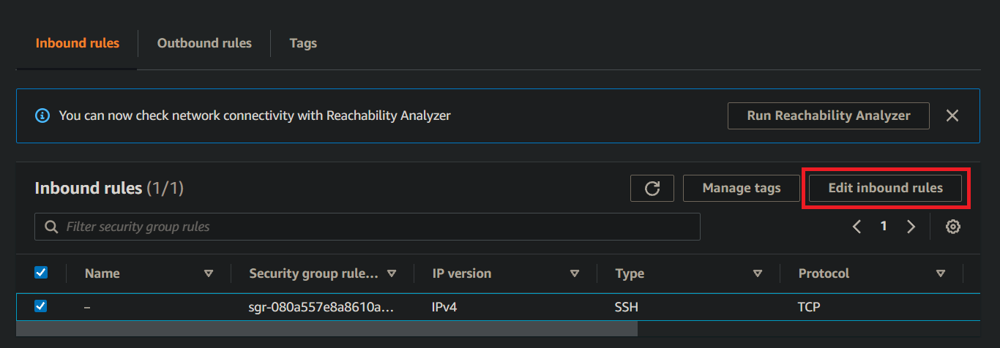 Inbound rules Outbound rules Tags
You can now check network connectivity with Reachability Analyzer Run Reachability Analyzer
Inbound rules (1/1) Manage tags Edit inbound rules
Filter security group rules 1
Name Security group rule... IP version Type Protocol
– sgr-080a557e8a8610a... IPv4 SSH TCP